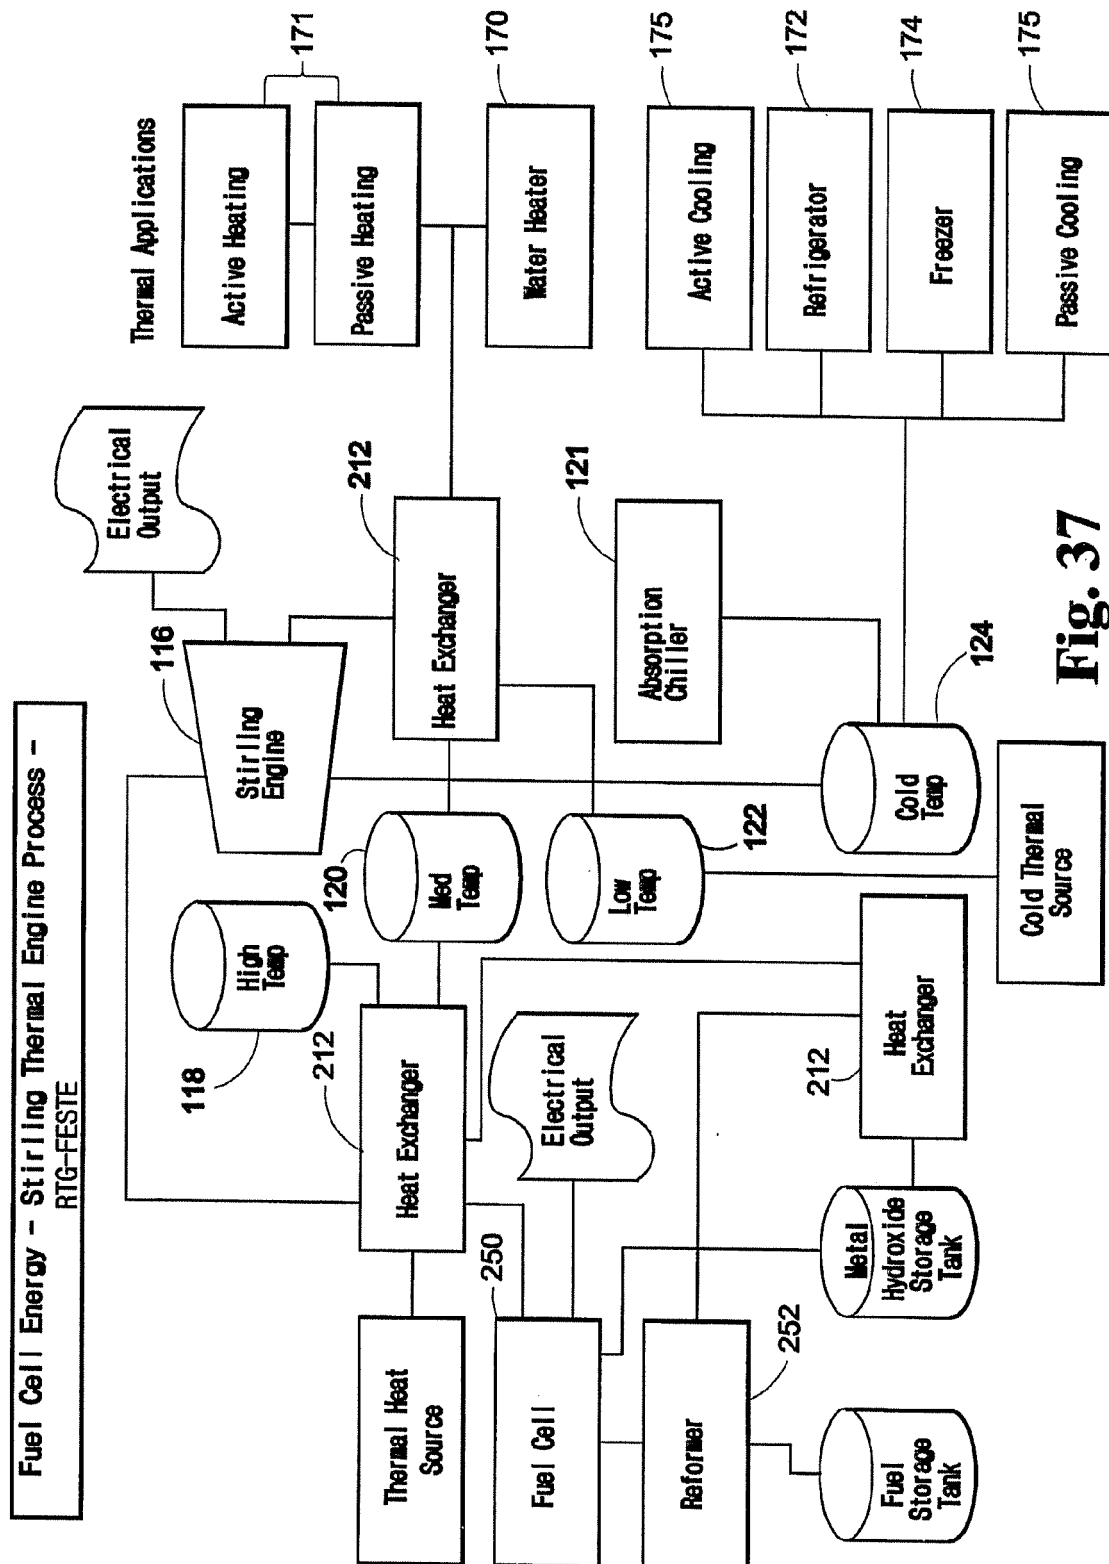 Fuel Cell Energy - Stirling Thermal Engine Process -
RTG-FESTE
Thermal Applications
Electrical
Output
116
Stirling
Engine
Active Heating
171
Passive Heating
118
High
Temp
120
Med
Temp
212
Heat Exchanger
170
Water Heater
212
Heat Exchanger
Thermal Heat
Source
250
Fuel Cell
Electrical
Output
122
Low
Temp
121
Absorption
Chiller
175
Active Cooling
172
Refrigerator
Reformer
252
212
Heat
Exchanger
124
Cold
Temp
174
Freezer
Fuel
Storage
Tank
Metal
Hydroxide
Storage
Tank
Cold Thermal
Source
175
Passive Cooling
Fig. 37